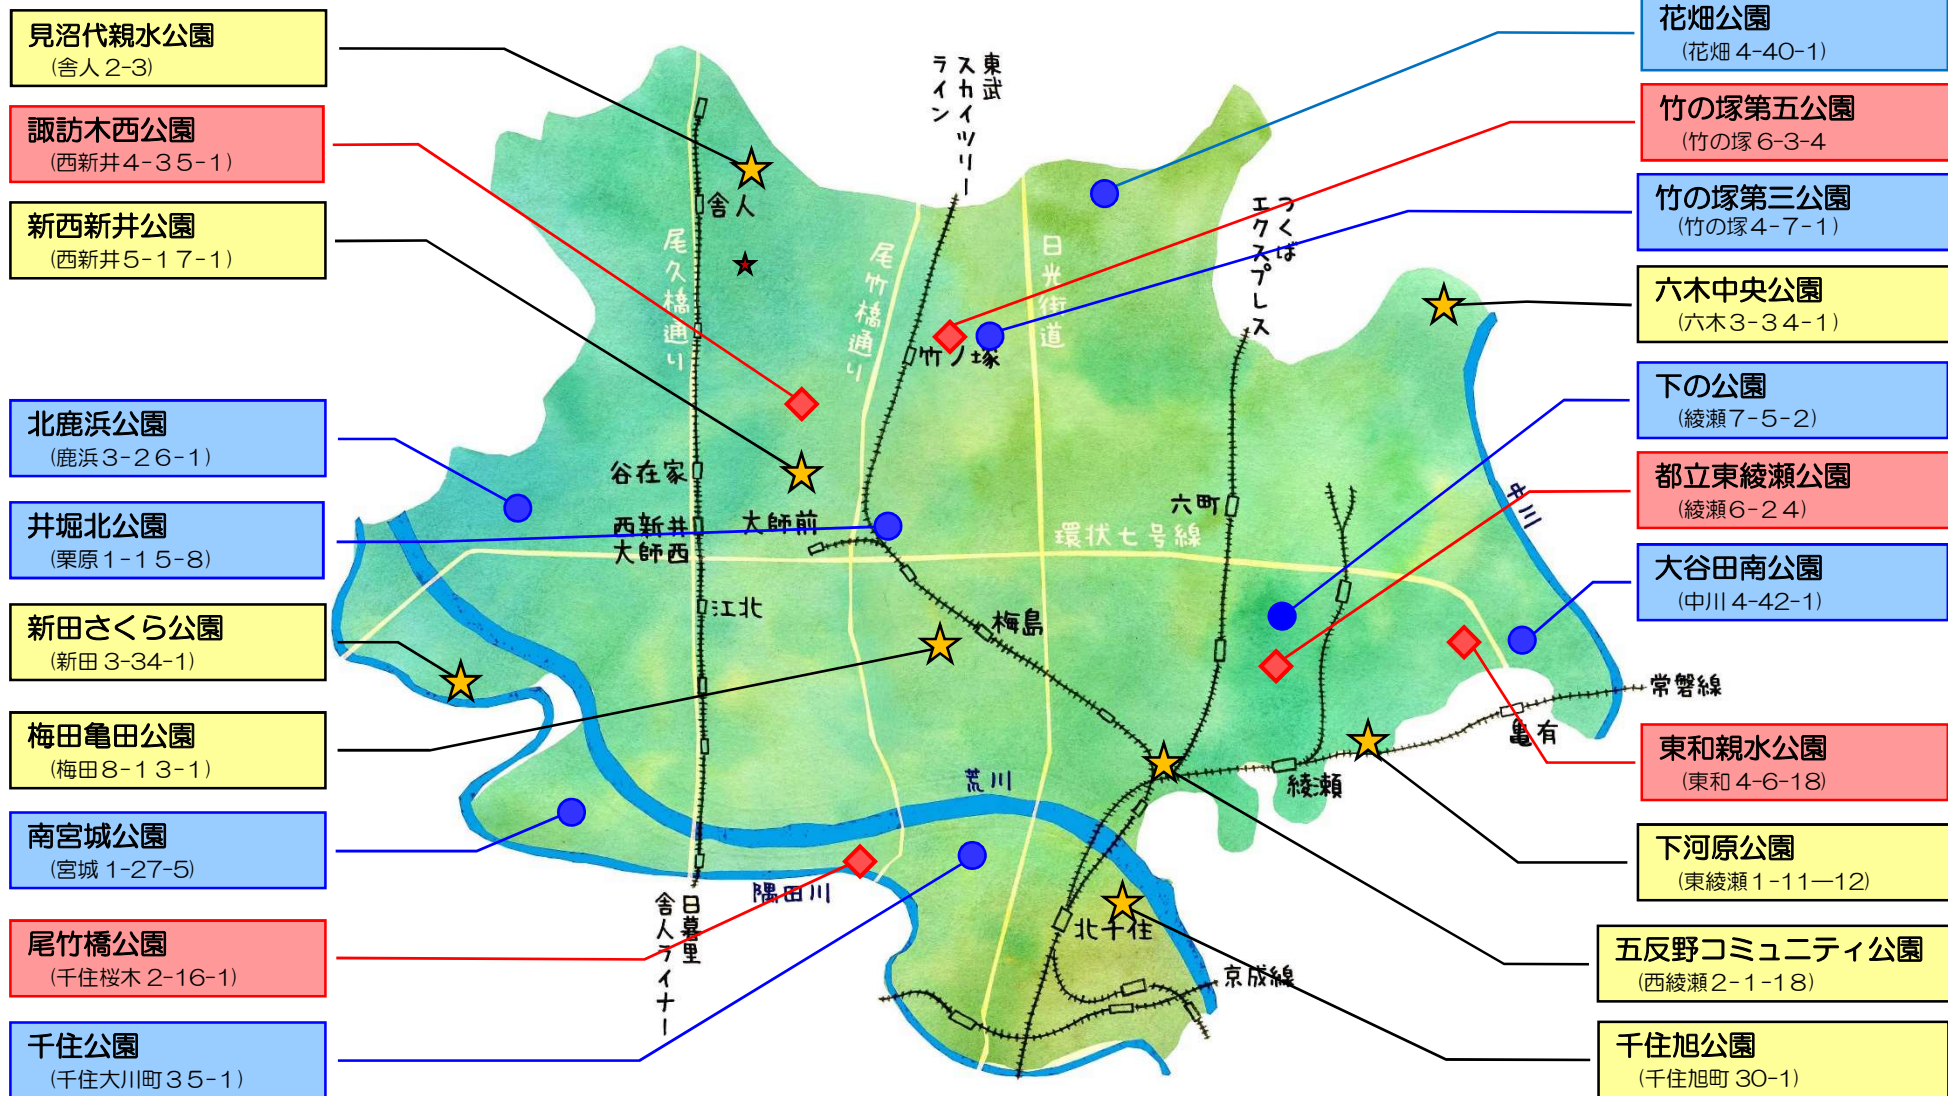 見沼代親水公園
(舎人2-3)
諏訪木西公園
(西新井4-35-1)
新西新井公園
(西新井5-17-1)
北鹿浜公園
(鹿浜3-26-1)
井堀北公園
(栗原1-15-8)
新田さくら公園
(新田3-34-1)
梅田亀田公園
(梅田8-13-1)
南宮城公園
(宮城1-27-5)
尾竹橋公園
(千住桜木2-16-1)
千住公園
(千住大川町35-1)
東武
スカイツリー
ライン
舎人
尾久橋通り
尾竹橋通り
日光街道
つくば
エクスプレス
竹ノ塚
谷在家
西新井
大師西
大師前
六町
環状七号線
中川
江北
梅島
常磐線
亀有
綾瀬
荒川
隅田川
日暮里
舎人ライナー
北千住
京成線
花畑公園
(花畑4-40-1)
竹の塚第五公園
(竹の塚6-3-4
竹の塚第三公園
(竹の塚4-7-1)
六木中央公園
(六木3-34-1)
下の公園
(綾瀬7-5-2)
都立東綾瀬公園
(綾瀬6-24)
大谷田南公園
(中川4-42-1)
東和親水公園
(東和4-6-18)
下河原公園
(東綾瀬1-11―12)
五反野コミュニティ公園
(西綾瀬2-1-18)
千住旭公園
(千住旭町30-1)